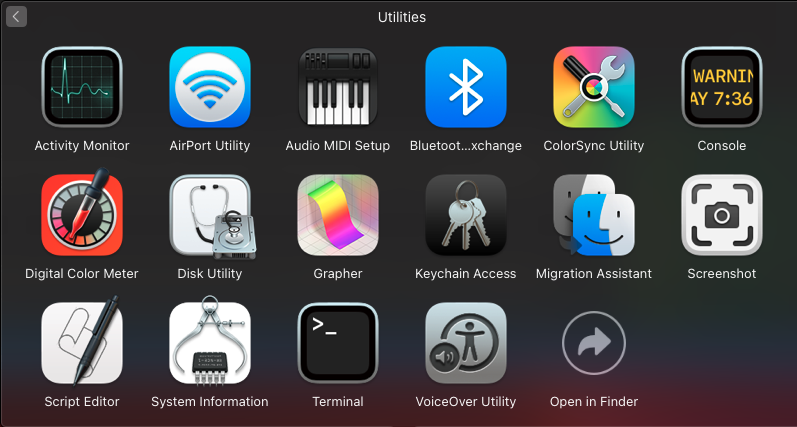 Utilities
WARNIN
AY 7:36
Activity Monitor
AirPort Utility
Audio MIDI Setup
Bluetoot...xchange
ColorSync Utility
Console
Digital Color Meter
Disk Utility
Grapher
Keychain Access
Migration Assistant
Screenshot
>_
Script Editor
System Information
Terminal
VoiceOver Utility
Open in Finder